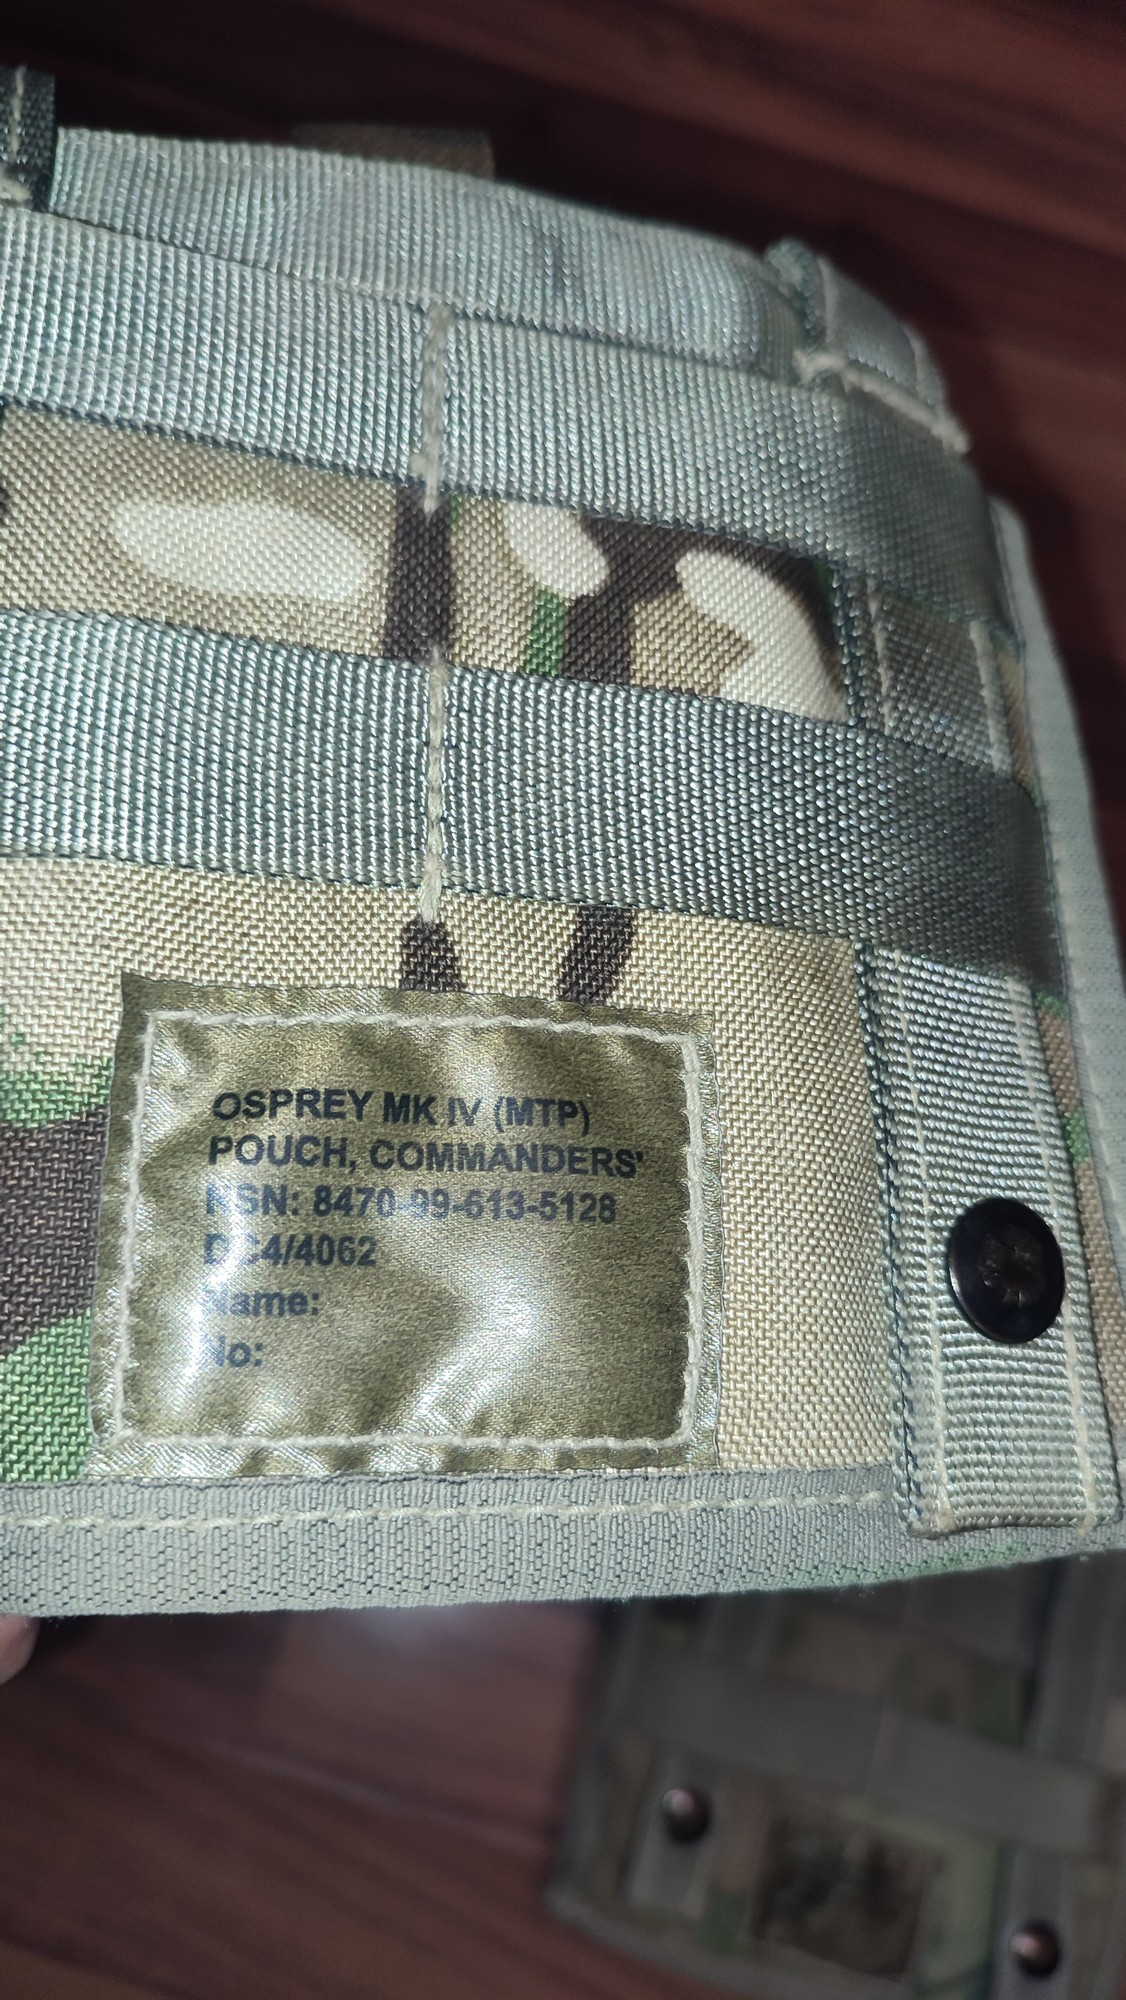 OSPREY MK IV (MTP)
POUCH, COMMANDERS'
NSN: 8470-99-613-5128
DC4/4062
Name:
No: